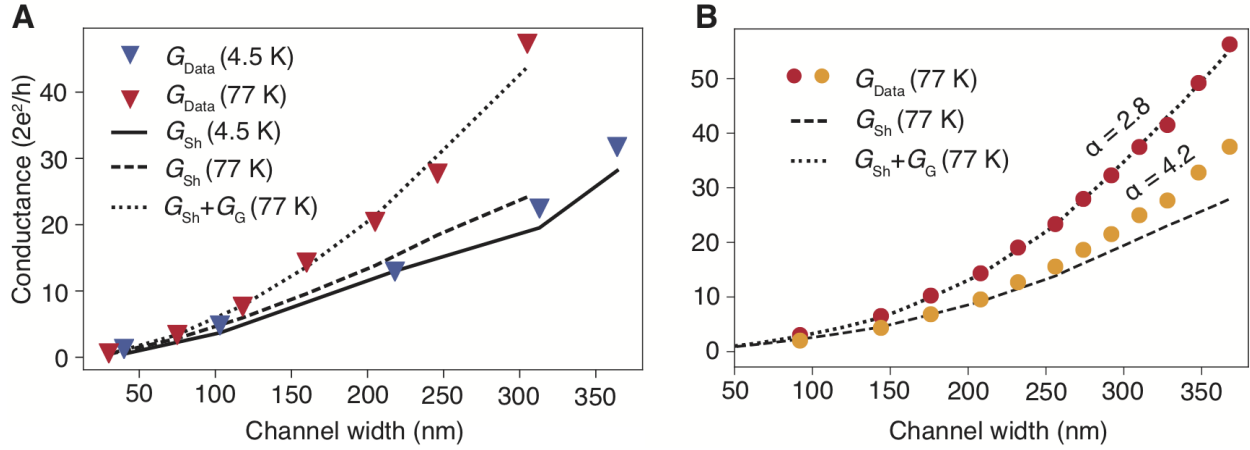 A
Conductance (2e²/h)
40
30
20
10
0
G_Data (4.5 K)
G_Data (77 K)
G_Sh (4.5 K)
G_Sh (77 K)
G_Sh+G_G (77 K)
50 100 150 200 250 300 350
Channel width (nm)
B
50
40
30
20
10
0
G_Data (77 K)
G_Sh (77 K)
G_Sh+G_G (77 K)
α = 2.8
α = 4.2
50 100 150 200 250 300 350
Channel width (nm)